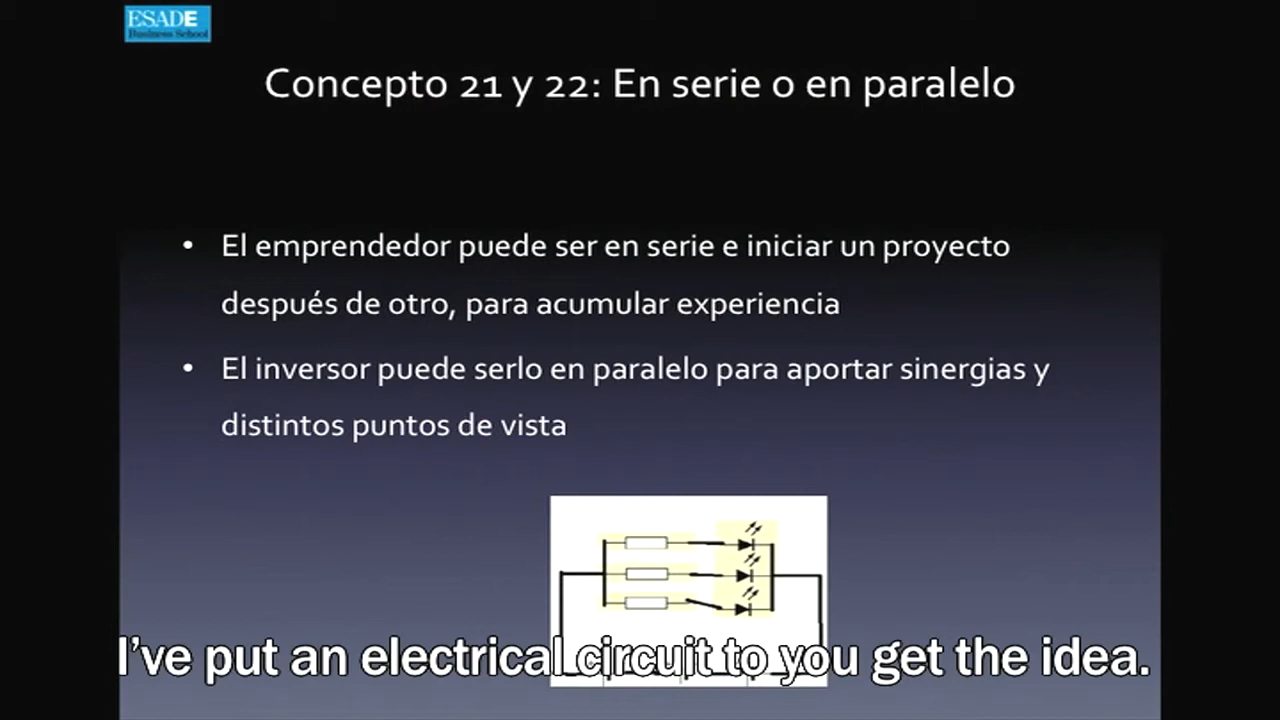 ESADE
Business School
Concepto 21 y 22: En serie o en paralelo
• El emprendedor puede ser en serie e iniciar un proyecto
después de otro, para acumular experiencia
• El inversor puede serlo en paralelo para aportar sinergias y
distintos puntos de vista
I've put an electrical circuit to you get the idea.